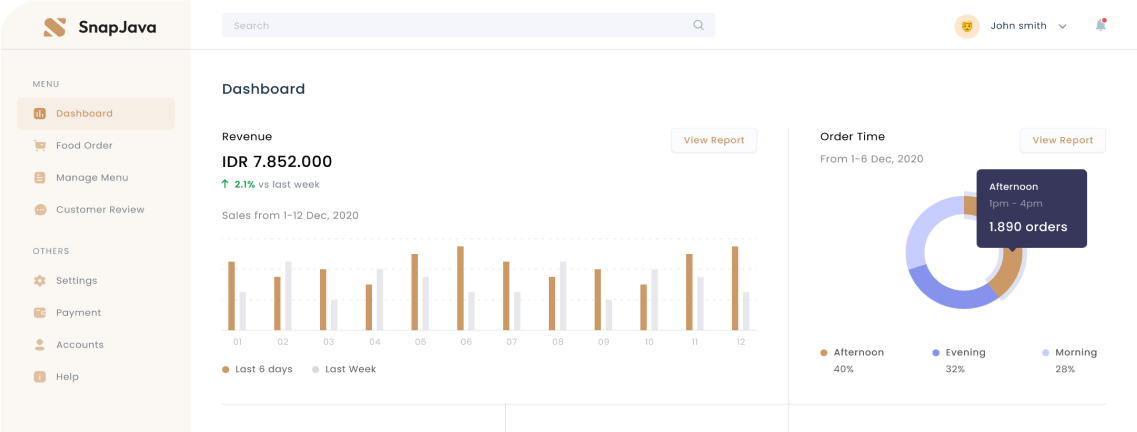 SnapJava
Search
John smith
MENU
Dashboard
Food Order
Manage Menu
Customer Review
OTHERS
Settings
Payment
Accounts
Help
Dashboard
Revenue
View Report
IDR 7.852.000
2.1% vs last week
Sales from 1-12 Dec, 2020
01 02 03 04 05 06 07 08 09 10 11 12
Last 6 days Last Week
Order Time
View Report
From 1-6 Dec, 2020
Afternoon
1pm - 4pm
1.890 orders
Afternoon Evening Morning
40% 32% 28%